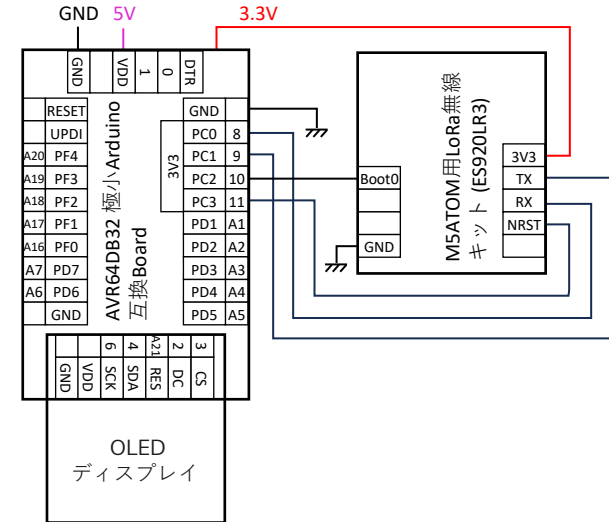 GND 5V 3.3V
GND VDD 1 0 DTR
RESET GND
UPDI PC0 8
A20 PF4 PC1 9
A19 PF3 PC2 10
A18 PF2 PC3 11
A17 PF1 PD1 A1
A16 PF0 PD2 A2
A7 PD7 PD3 A3
A6 PD6 PD4 A4
GND PD5 A5
3V3
AVR64DB32 極小Arduino
互換Board
6 4 A21 2 3
GND VDD SCK SDA RES DC CS
OLED
ディスプレイ
Boot0
GND
M5ATOM用LoRa無線
キット (ES920LR3)
3V3
TX
RX
NRST